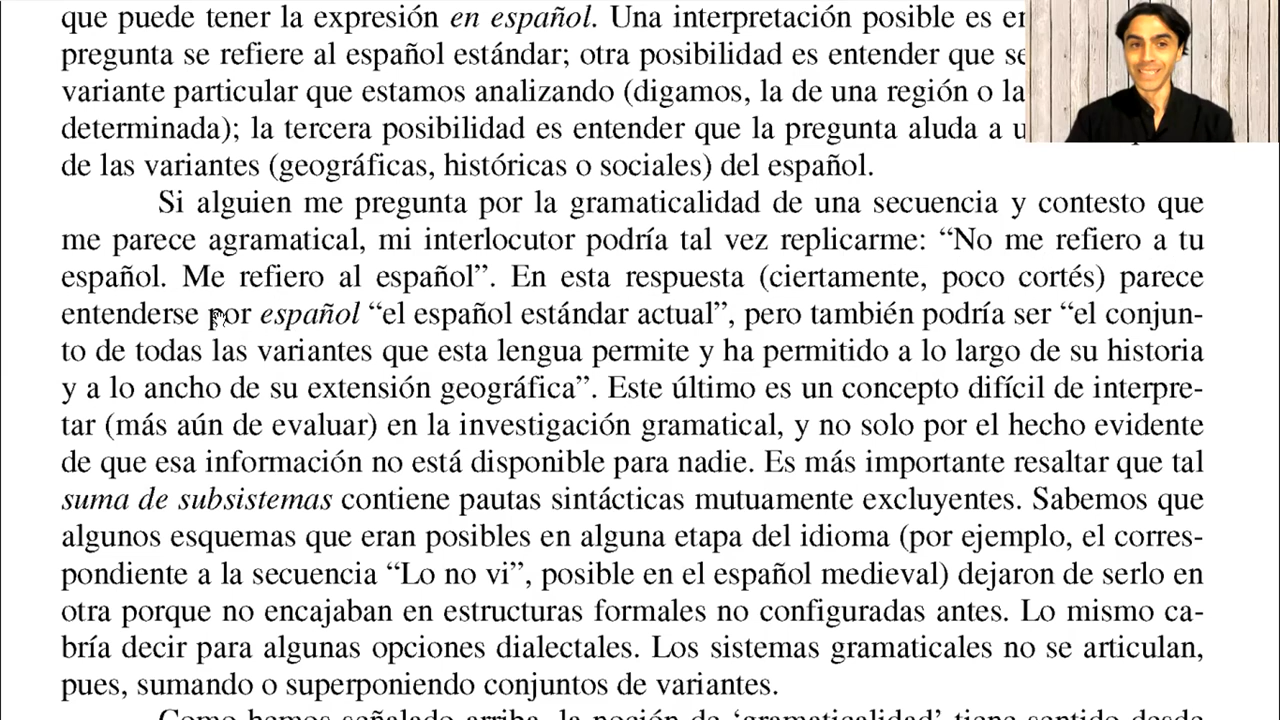 que puede tener la expresión en español. Una interpretación posible es
pregunta se refiere al español estándar; otra posibilidad es entender que se
variante particular que estamos analizando (digamos, la de una región o la
determinada); la tercera posibilidad es entender que la pregunta aluda a
de las variantes (geográficas, históricas o sociales) del español.
Si alguien me pregunta por la gramaticalidad de una secuencia y contesto que
me parece agramatical, mi interlocutor podría tal vez replicarme: “No me refiero a tu
español. Me refiero al español”. En esta respuesta (ciertamente, poco cortés) parece
entenderse por español “el español estándar actual”, pero también podría ser “el conjun-
to de todas las variantes que esta lengua permite y ha permitido a lo largo de su historia
y a lo ancho de su extensión geográfica”. Este último es un concepto difícil de interpre-
tar (más aún de evaluar) en la investigación gramatical, y no solo por el hecho evidente
de que esa información no está disponible para nadie. Es más importante resaltar que tal
suma de subsistemas contiene pautas sintácticas mutuamente excluyentes. Sabemos que
algunos esquemas que eran posibles en alguna etapa del idioma (por ejemplo, el corres-
pondiente a la secuencia “Lo no vi”, posible en el español medieval) dejaron de serlo en
otra porque no encajaban en estructuras formales no configuradas antes. Lo mismo ca-
bría decir para algunas opciones dialectales. Los sistemas gramaticales no se articulan,
pues, sumando o superponiendo conjuntos de variantes.
Como hemos señalado arriba, la noción de ‘gramaticalidad’ tiene sentido desde